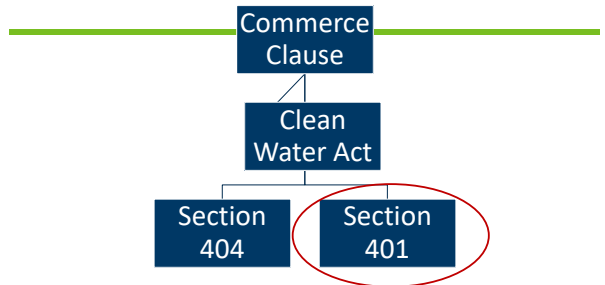 Commerce
Clause
Clean
Water Act
Section
404
Section
401